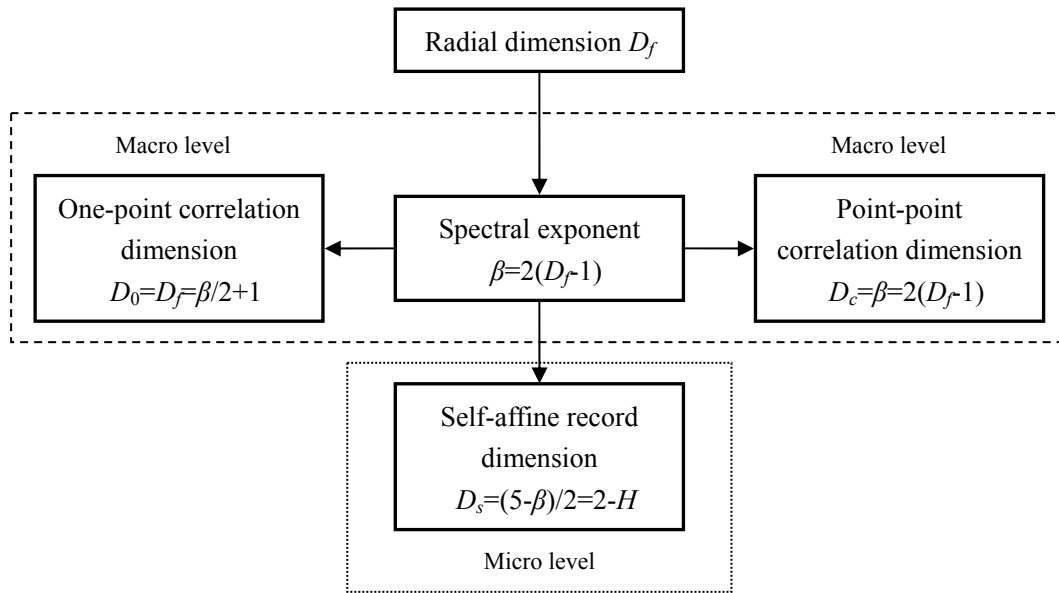 Radial dimension D_f
Macro level
Macro level
One-point correlation
dimension
D₀=D_f=β/2+1
Spectral exponent
β=2(D_f-1)
Point-point
correlation dimension
D_c=β=2(D_f-1)
Self-affine record
dimension
D_s=(5-β)/2=2-H
Micro level